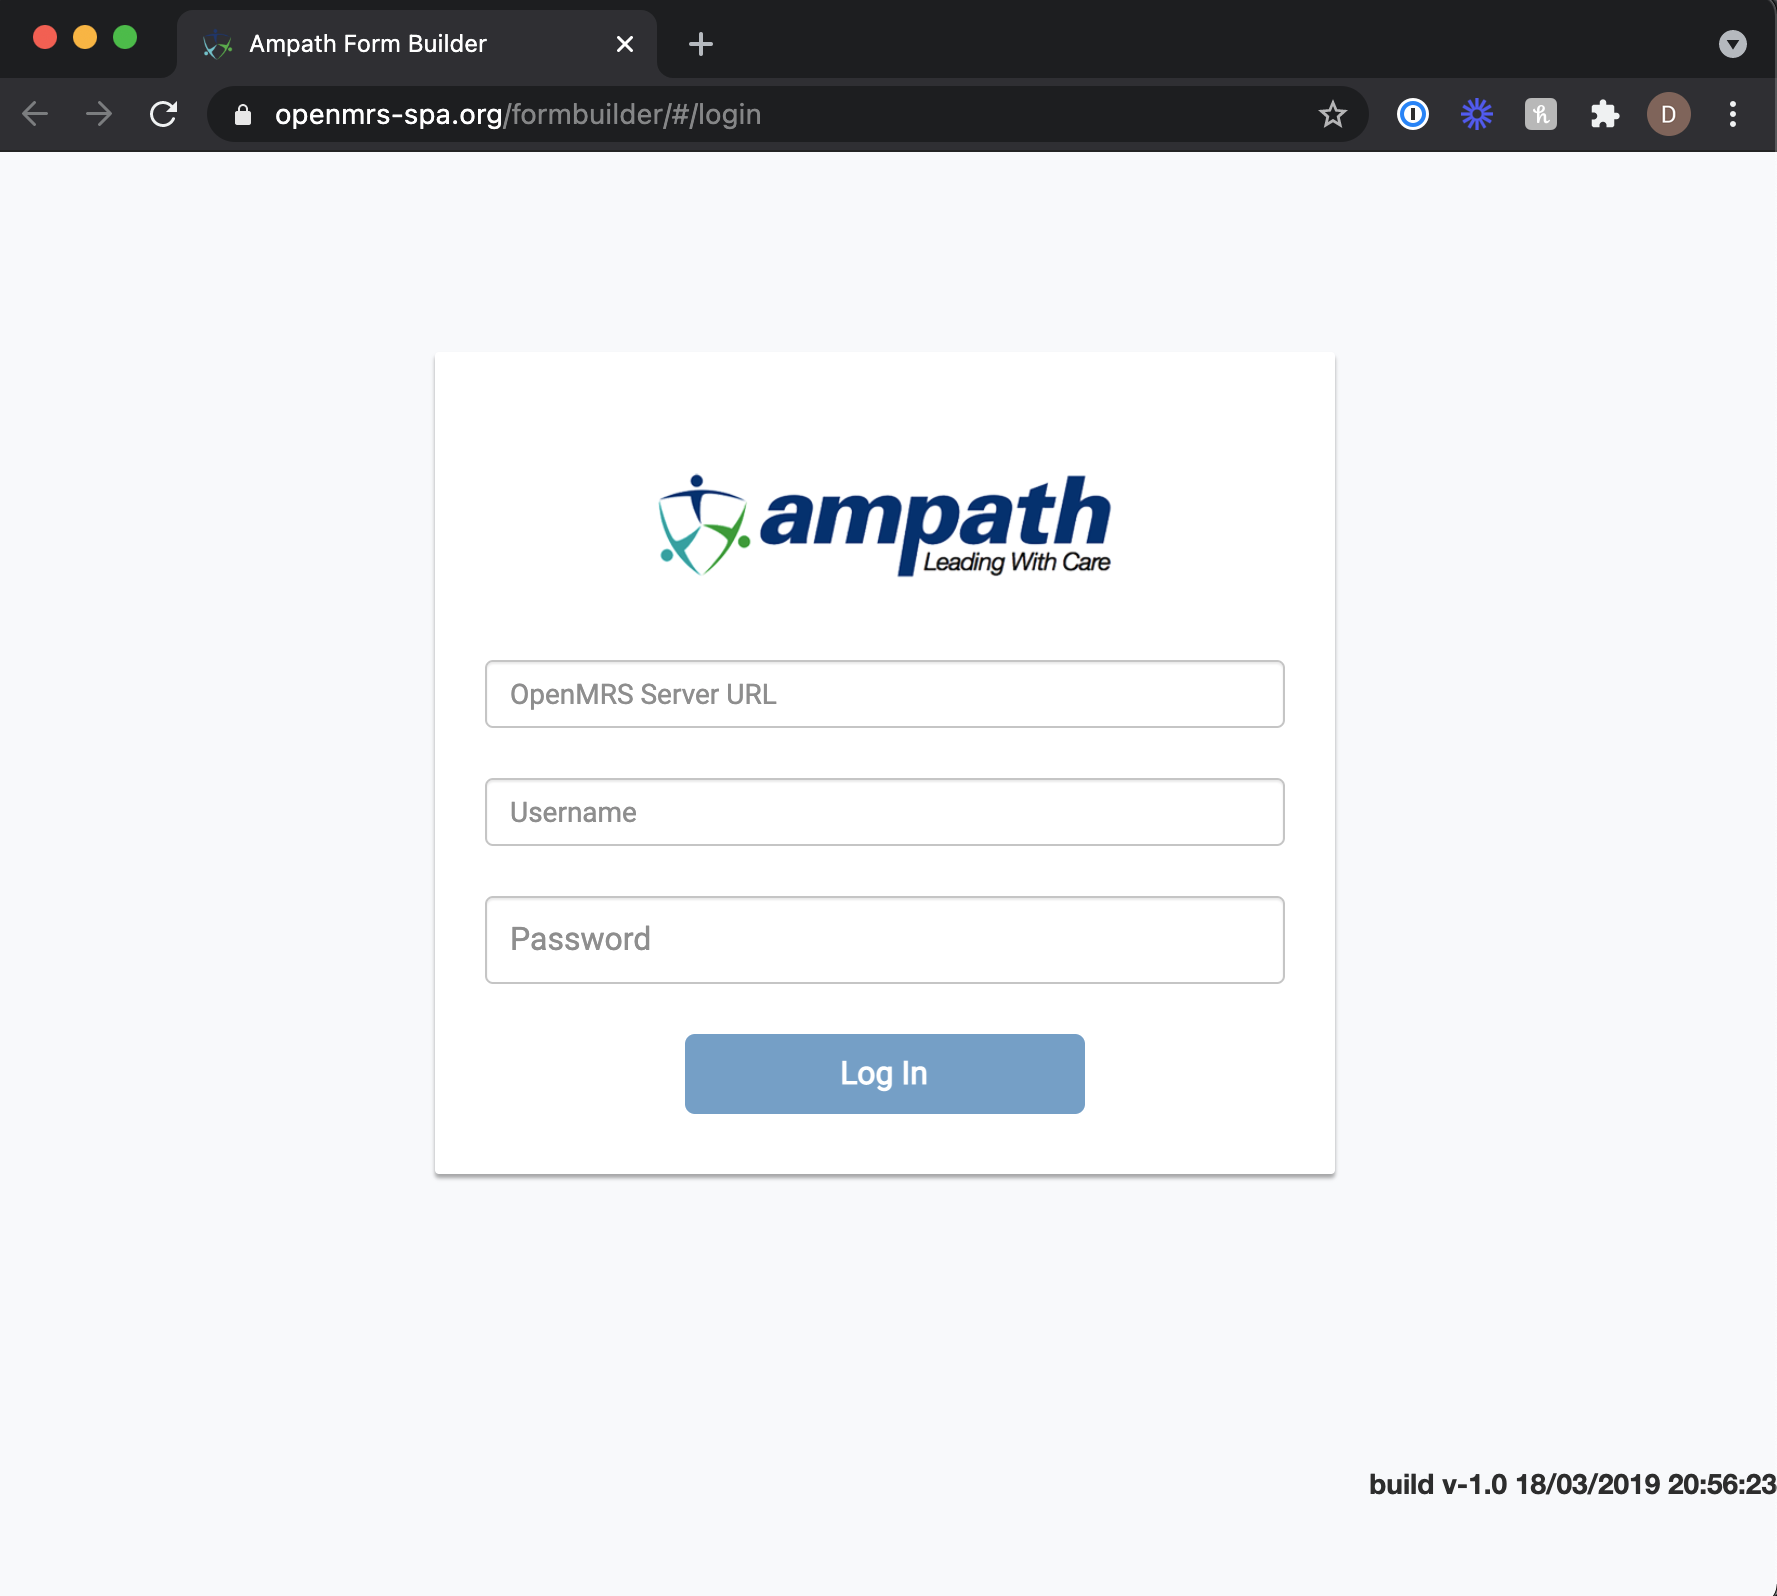 Ampath Form Builder
openmrs-spa.org/formbuilder/#/login
D
ampath
Leading With Care
OpenMRS Server URL
Username
Password
Log In
build v-1.0 18/03/2019 20:56:23